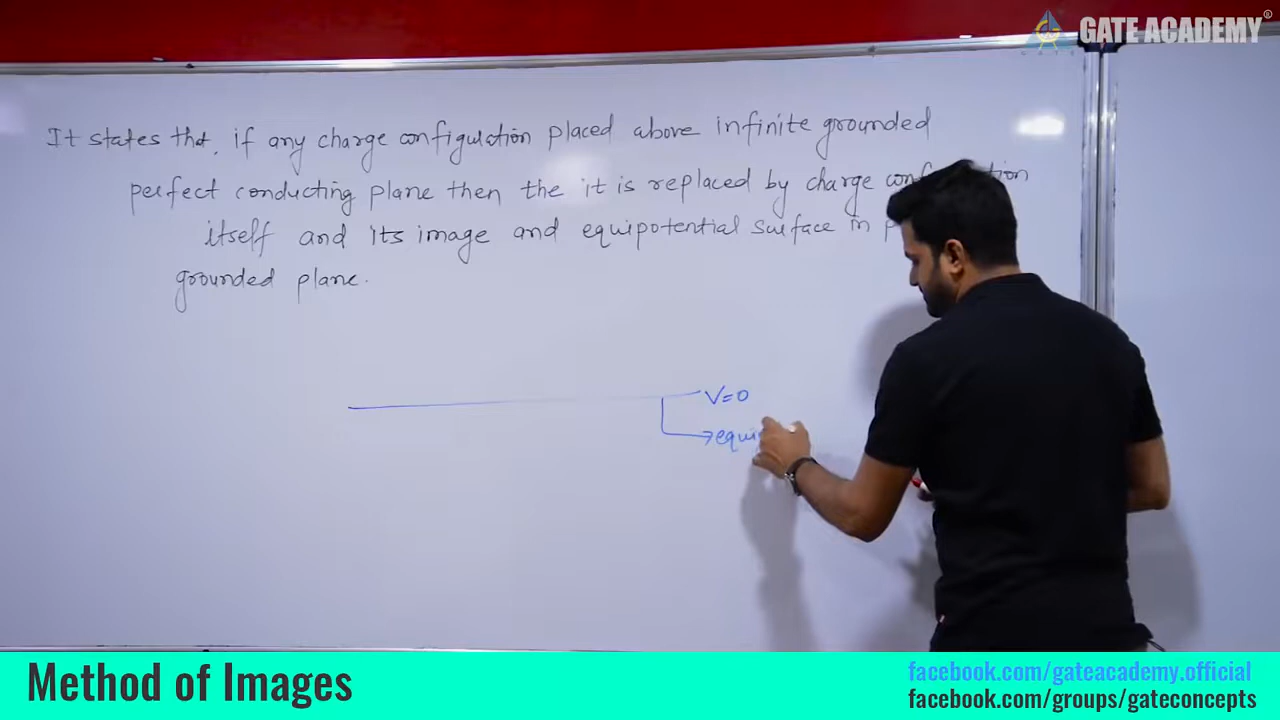 GATE ACADEMY®
It states that, if any charge configuration placed above infinite grounded
perfect conducting plane then the it is replaced by charge
itself and its image and equipotential surface in
grounded plane.
V=0
Method of Images
facebook.com/gateacademy.official
facebook.com/groups/gateconcepts